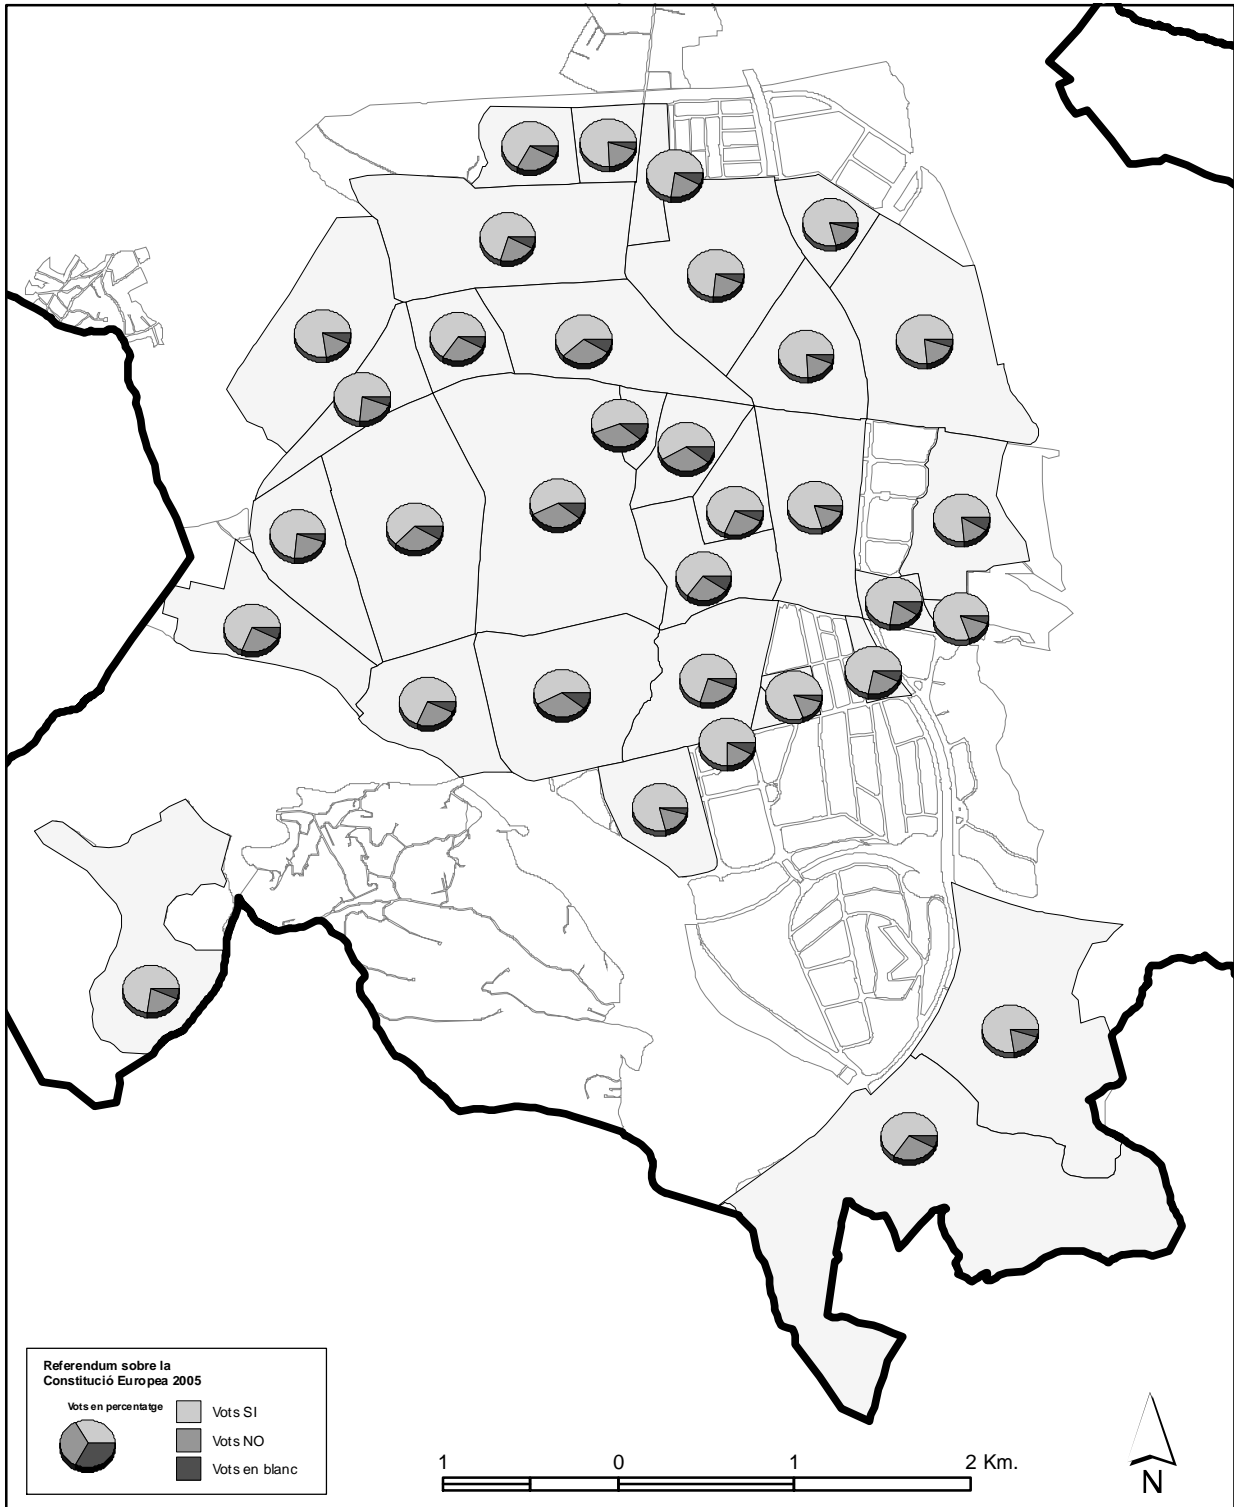 Referendum sobre la
Constitució Europea 2005
Vots en percentatge
Vots SI
Vots NO
Vots en blanc
1 0 1 2 Km.
N